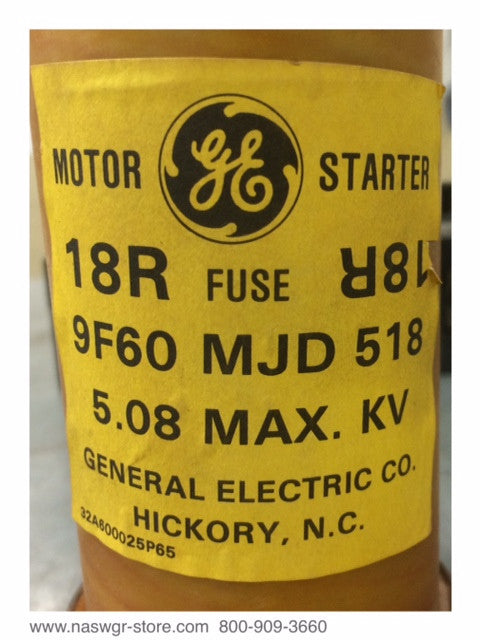 GE
MOTOR STARTER
18R FUSE 18R
9F60 MJD 518
5.08 MAX. KV
GENERAL ELECTRIC CO.
HICKORY, N.C.
32A600025P65
www.naswgr-store.com 800-909-3660